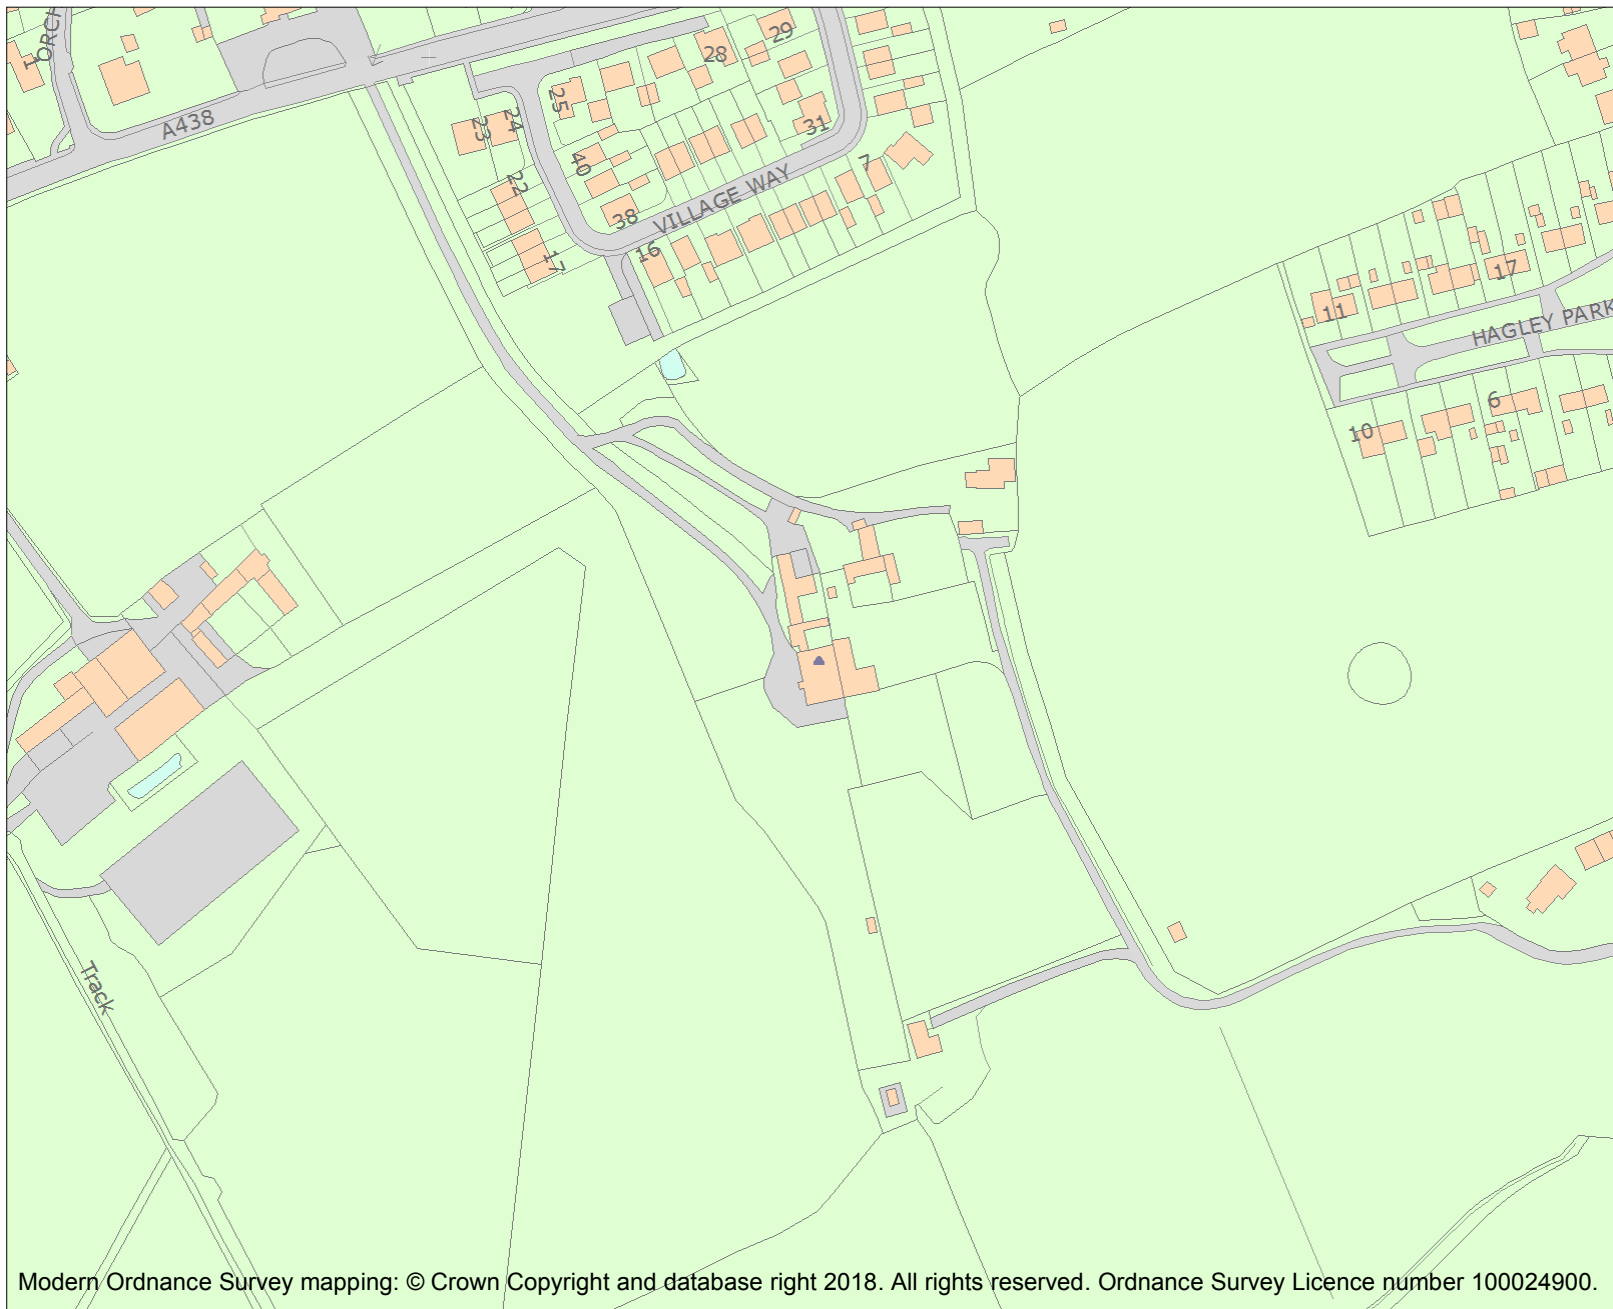 ORCH
1
A438
23
24
25
28
29
31
40
22
38
VILLAGE WAY
7
16
17
11
17
HAGLEY PARK
6
10
Track
Modern Ordnance Survey mapping: © Crown Copyright and database right 2018. All rights reserved. Ordnance Survey Licence number 100024900.